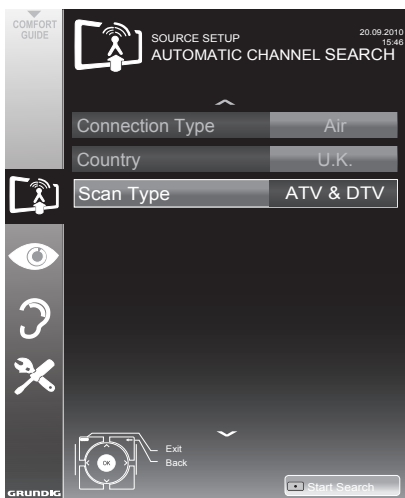 COMFORT
GUIDE
SOURCE SETUP
AUTOMATIC CHANNEL SEARCH
20.09.2010
15:46
Connection Type Air
Country U.K.
Scan Type ATV & DTV
Exit
OK
Back
Start Search
GRUNDIG